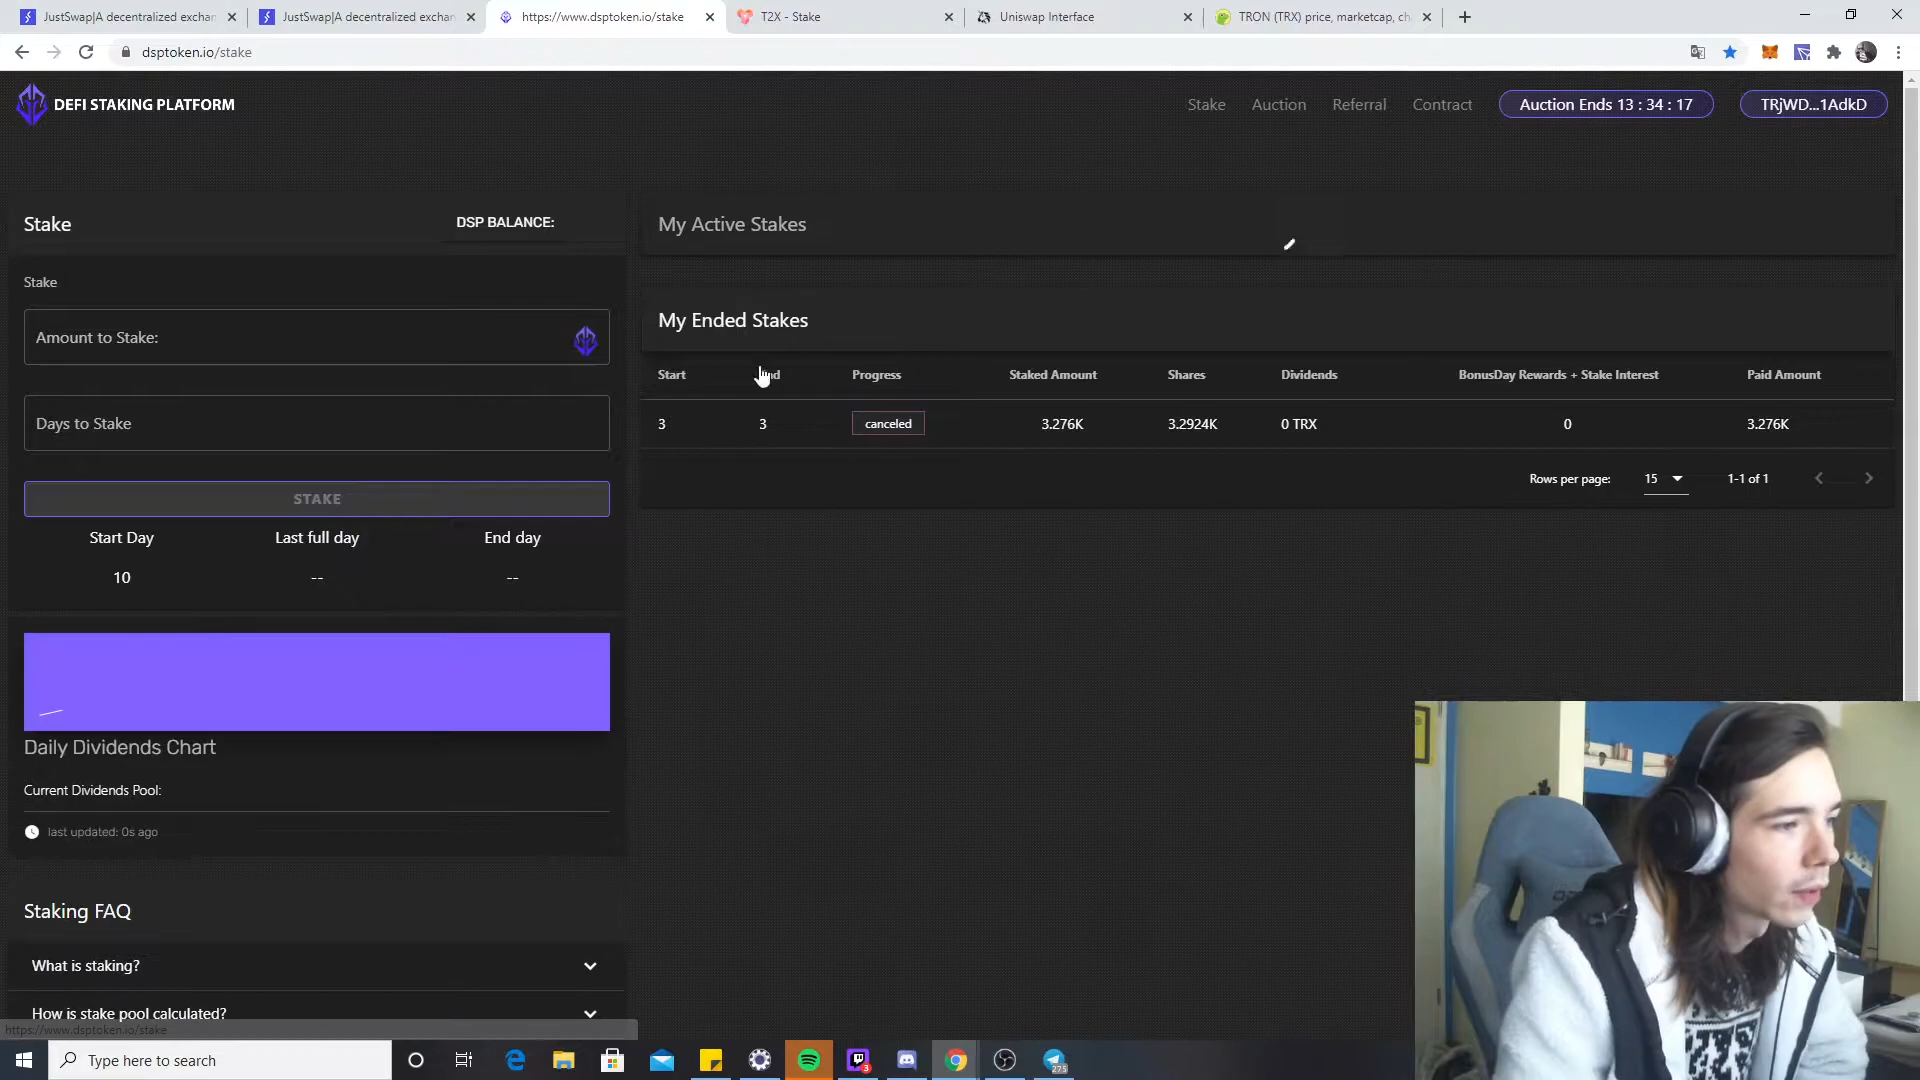 JustSwap|A decentralized exchan
JustSwap|A decentralized exchan
https://www.dsptoken.io/stake
T2X - Stake
Uniswap Interface
TRON (TRX) price, marketcap, ch
dsptoken.io/stake
DEFI STAKING PLATFORM
Stake
Auction
Referral
Contract
Auction Ends 13 : 34 : 17
TRjWD...1AdkD
Stake
DSP BALANCE:
My Active Stakes
Stake
Amount to Stake:
Days to Stake
STAKE
Start Day Last full day End day
10 -- --
My Ended Stakes
Start nd Progress Staked Amount Shares Dividends BonusDay Rewards + Stake Interest Paid Amount
3 3 canceled 3.276K 3.2924K 0 TRX 0 3.276K
Rows per page: 15 1-1 of 1
Daily Dividends Chart
Current Dividends Pool:
last updated: 0s ago
Staking FAQ
What is staking?
How is stake pool calculated?
https://www.dsptoken.io/stake
Type here to search
3
275